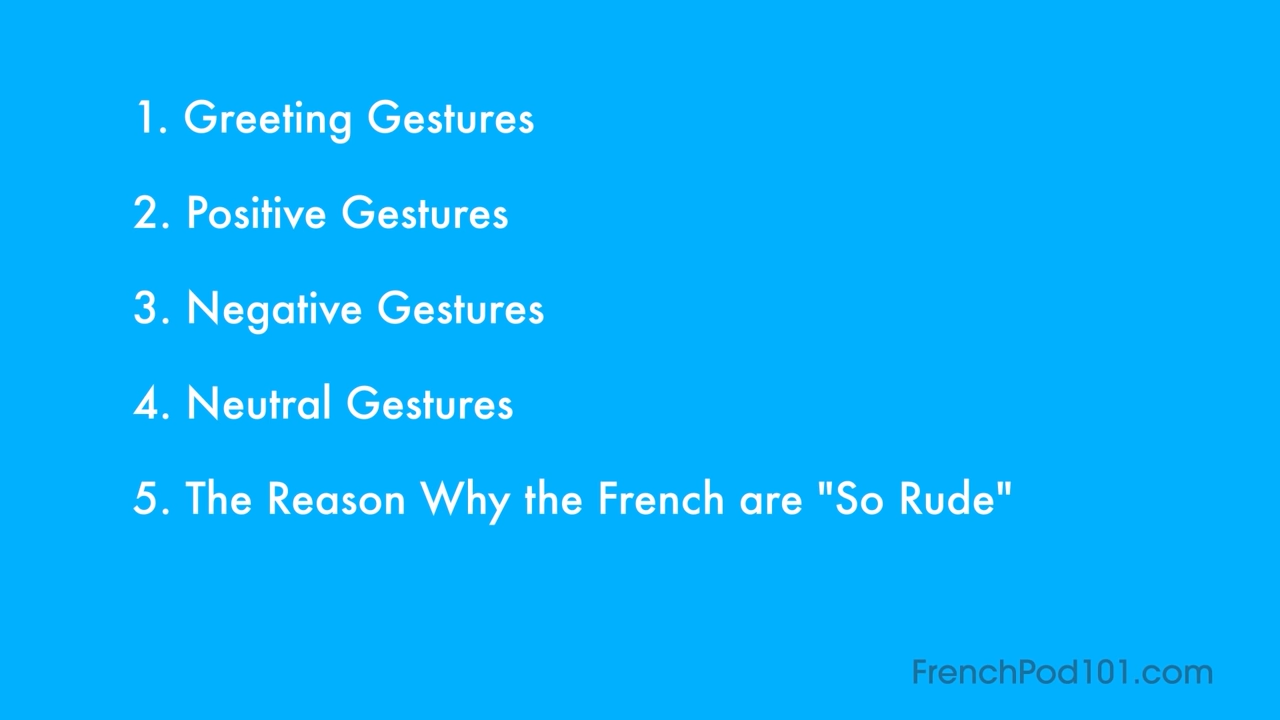 1. Greeting Gestures
2. Positive Gestures
3. Negative Gestures
4. Neutral Gestures
5. The Reason Why the French are "So Rude"
FrenchPod101.com